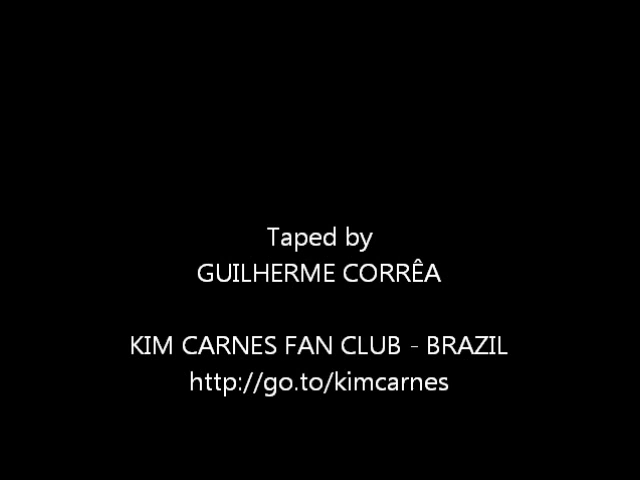 Taped by
GUILHERME CORRÊA
KIM CARNES FAN CLUB - BRAZIL
http://go.to/kimcarnes